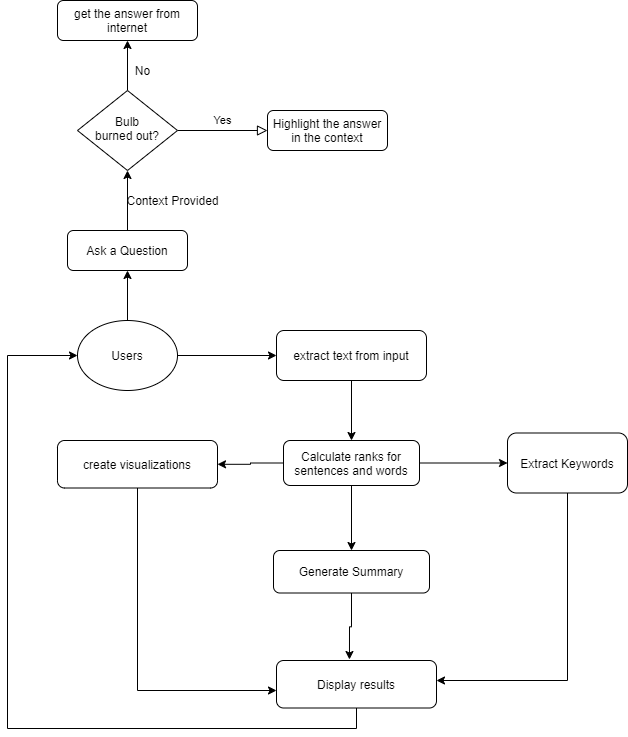 get the answer from
internet
No
Bulb
burned out?
Yes
Highlight the answer
in the context
Context Provided
Ask a Question
Users
extract text from input
create visualizations
Calculate ranks for
sentences and words
Extract Keywords
Generate Summary
Display results